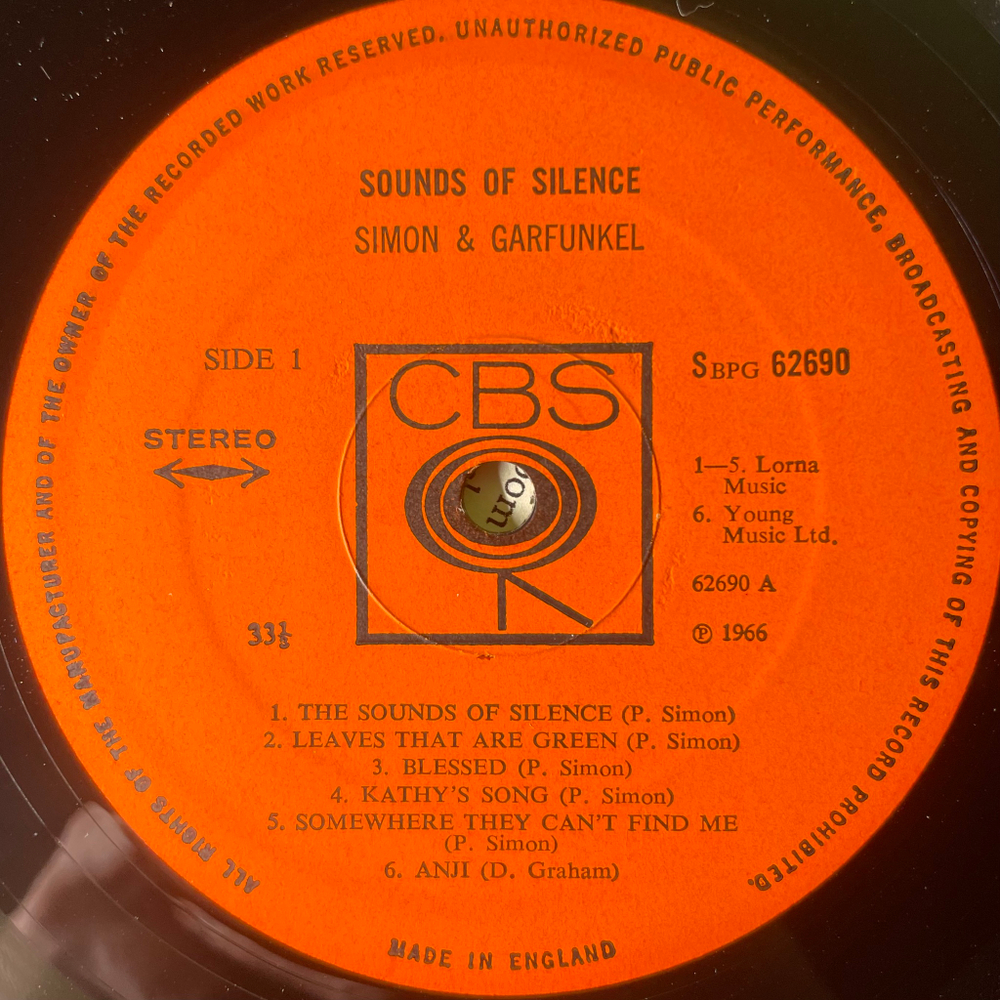 ALL RIGHTS OF THE MANUFACTURER AND OF THE OWNER OF THE RECORDED WORK RESERVED. UNAUTHORIZED PUBLIC PERFORMANCE, BROADCASTING AND COPYING OF THIS RECORD PROHIBITED.
SOUNDS OF SILENCE
SIMON & GARFUNKEL
SIDE 1
CBS
SBPG 62690
STEREO
1—5. Lorna
Music
6. Young
Music Ltd.
62690 A
33⅓
℗ 1966
1. THE SOUNDS OF SILENCE (P. Simon)
2. LEAVES THAT ARE GREEN (P. Simon)
3. BLESSED (P. Simon)
4. KATHY'S SONG (P. Simon)
5. SOMEWHERE THEY CAN'T FIND ME
(P. Simon)
6. ANJI (D. Graham)
MADE IN ENGLAND